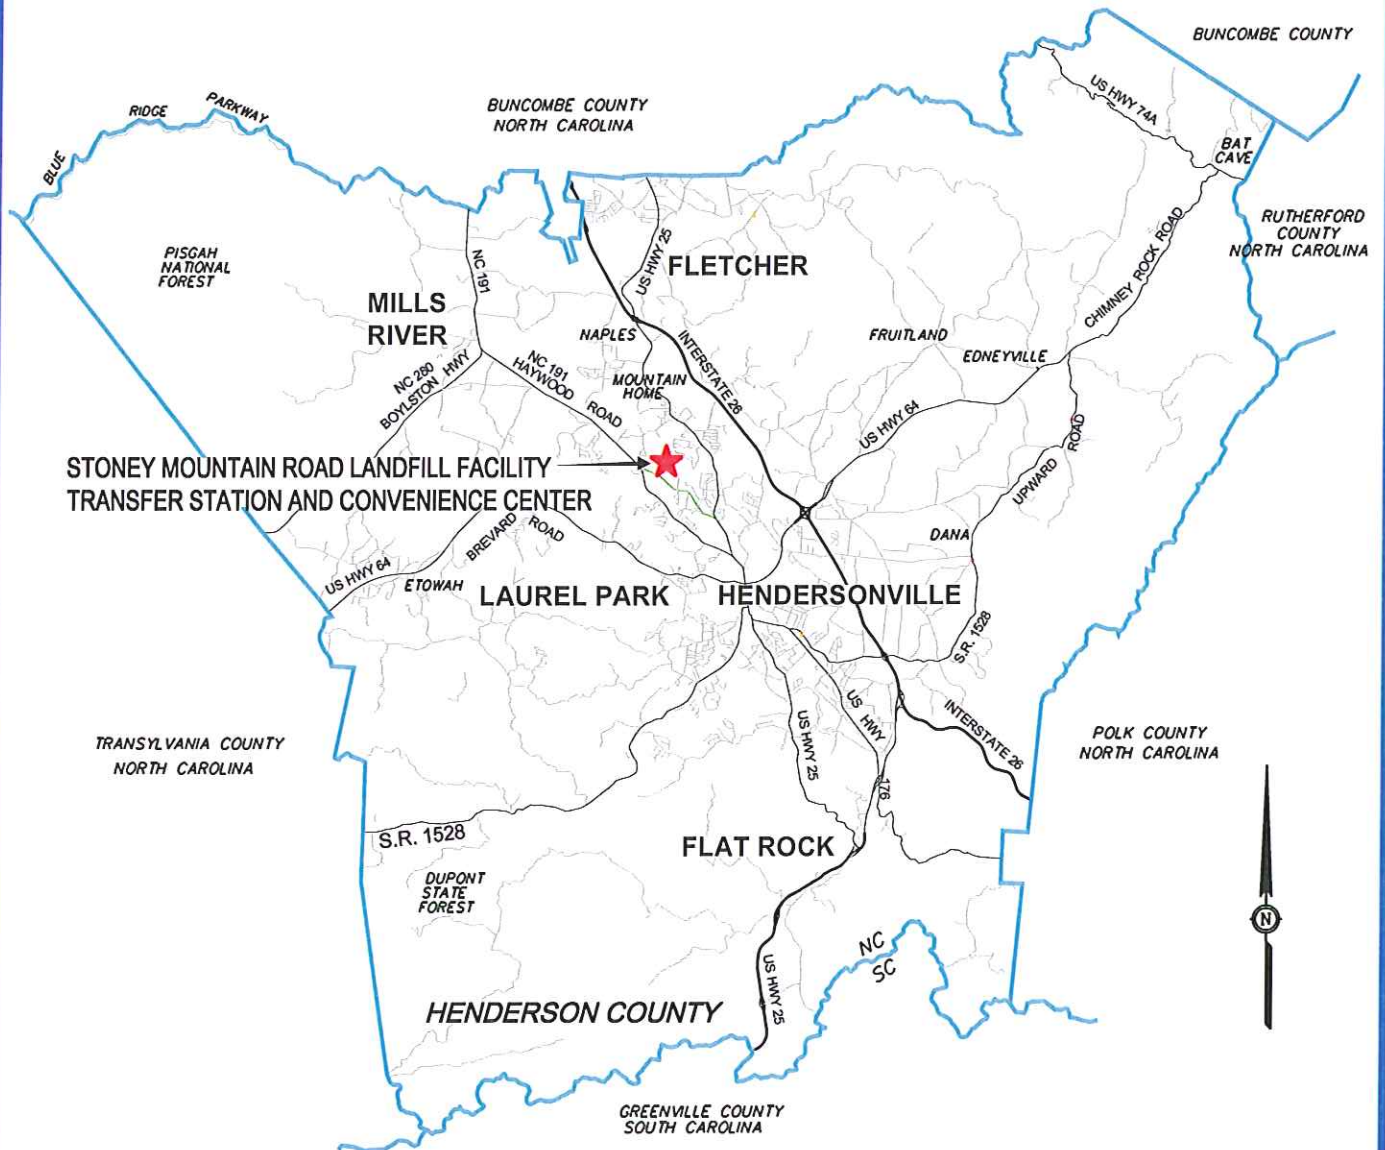 BUNCOMBE COUNTY
US HWY 74A
BAT
CAVE
BLUE
RIDGE
PARKWAY
BUNCOMBE COUNTY
NORTH CAROLINA
RUTHERFORD
COUNTY
NORTH CAROLINA
CHIMNEY ROCK ROAD
PISGAH
NATIONAL
FOREST
NC 191
US HWY 25
FLETCHER
MILLS
RIVER
NAPLES
INTERSTATE 26
FRUITLAND
EDNEYVILLE
NC 280
BOYLSTON HWY
NC 191
HAYWOOD ROAD
MOUNTAIN
HOME
US HWY 64
UPWARD ROAD
STONEY MOUNTAIN ROAD LANDFILL FACILITY
TRANSFER STATION AND CONVENIENCE CENTER
BREVARD ROAD
DANA
US HWY 64
ETOWAH
LAUREL PARK
HENDERSONVILLE
S.R. 1528
US HWY 25
US HWY
176
INTERSTATE 26
TRANSYLVANIA COUNTY
NORTH CAROLINA
POLK COUNTY
NORTH CAROLINA
S.R. 1528
FLAT ROCK
DUPONT
STATE
FOREST
N
NC
SC
US HWY 25
HENDERSON COUNTY
GREENVILLE COUNTY
SOUTH CAROLINA